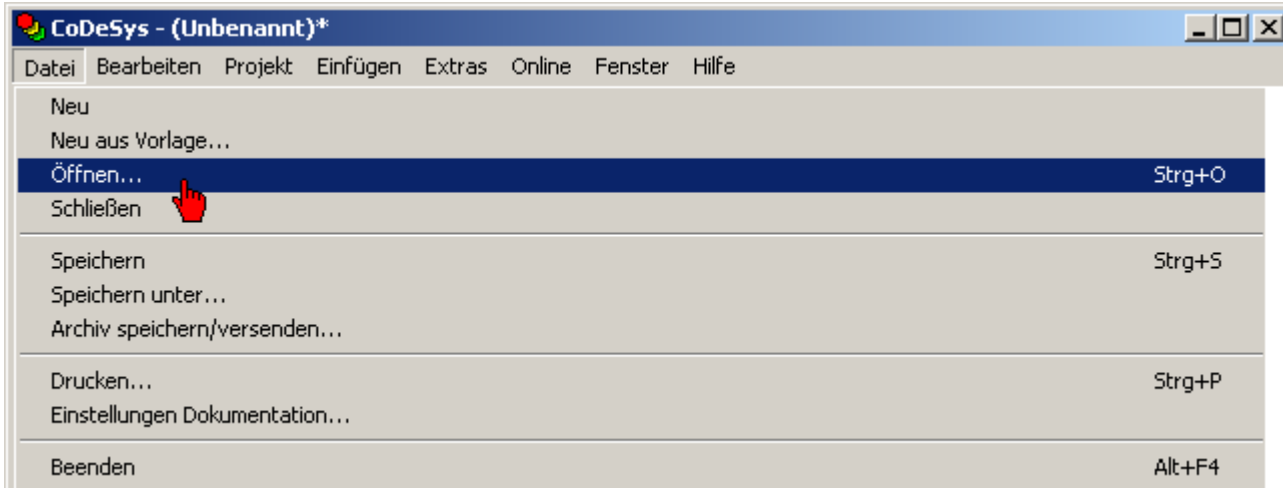 CoDeSys - (Unbenannt)*
Datei Bearbeiten Projekt Einfügen Extras Online Fenster Hilfe
Neu
Neu aus Vorlage...
Öffnen... Strg+O
Schließen
Speichern Strg+S
Speichern unter...
Archiv speichern/versenden...
Drucken... Strg+P
Einstellungen Dokumentation...
Beenden Alt+F4